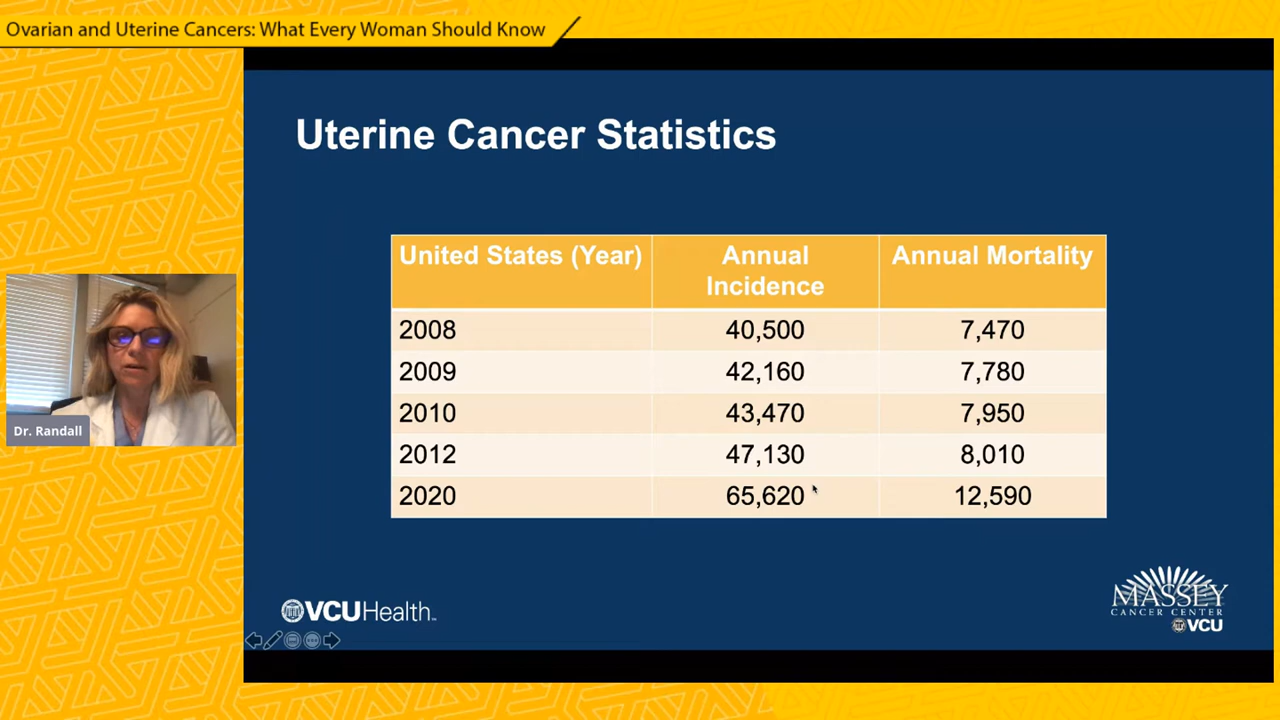 Ovarian and Uterine Cancers: What Every Woman Should Know
Uterine Cancer Statistics
United States (Year) Annual Incidence Annual Mortality
2008 40,500 7,470
2009 42,160 7,780
2010 43,470 7,950
2012 47,130 8,010
2020 65,620 12,590
Dr. Randall
VCUHealth™
MASSEY
CANCER CENTER
VCU